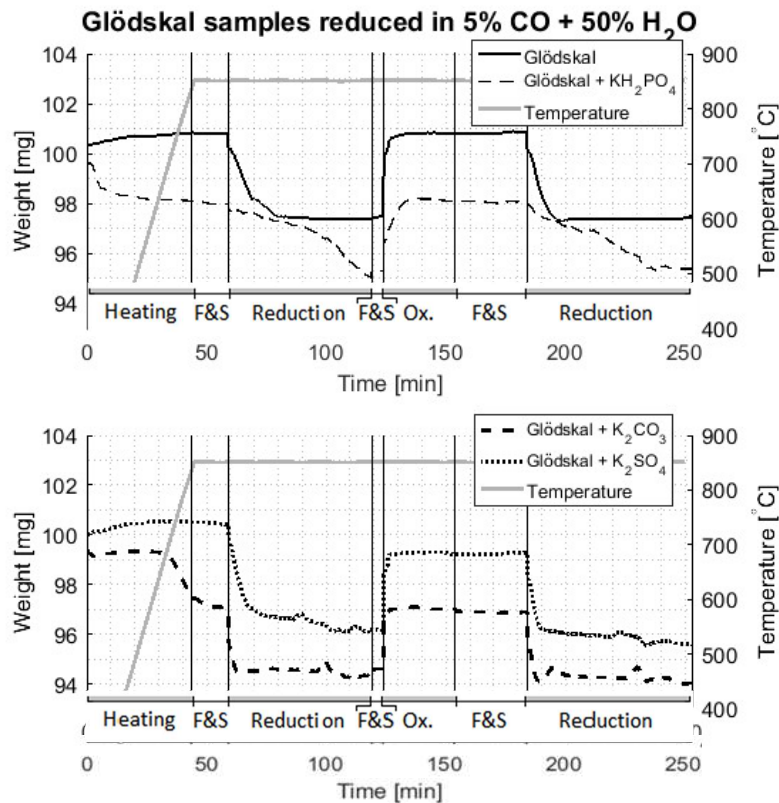 Glödskal samples reduced in 5% CO + 50% H₂O
104
102
100
98
96
94
Weight [mg]
900
800
700
600
500
400
Temperature [°C]
Glödskal
Glödskal + KH₂PO₄
Temperature
Heating F&S Reduction F&S Ox. F&S Reduction
0 50 100 150 200 250
Time [min]
104
102
100
98
96
94
Weight [mg]
900
800
700
600
500
400
Temperature [°C]
Glödskal + K₂CO₃
Glödskal + K₂SO₄
Temperature
Heating F&S Reduction F&S Ox. F&S Reduction
0 50 100 150 200 250
Time [min]